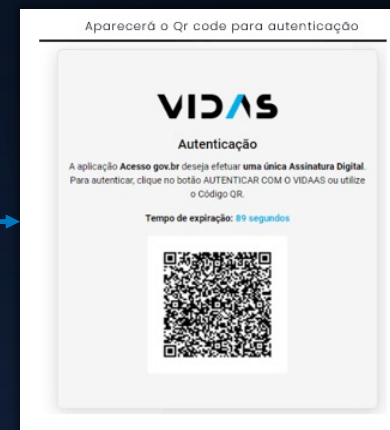 Aparecerá o Qr code para autenticação
VIDAS
Autenticação
A aplicação Acesso gov.br deseja efetuar uma única Assinatura Digital.
Para autenticar, clique no botão AUTENTICAR COM O VIDAAS ou utilize
o Código QR.
Tempo de expiração: 89 segundos